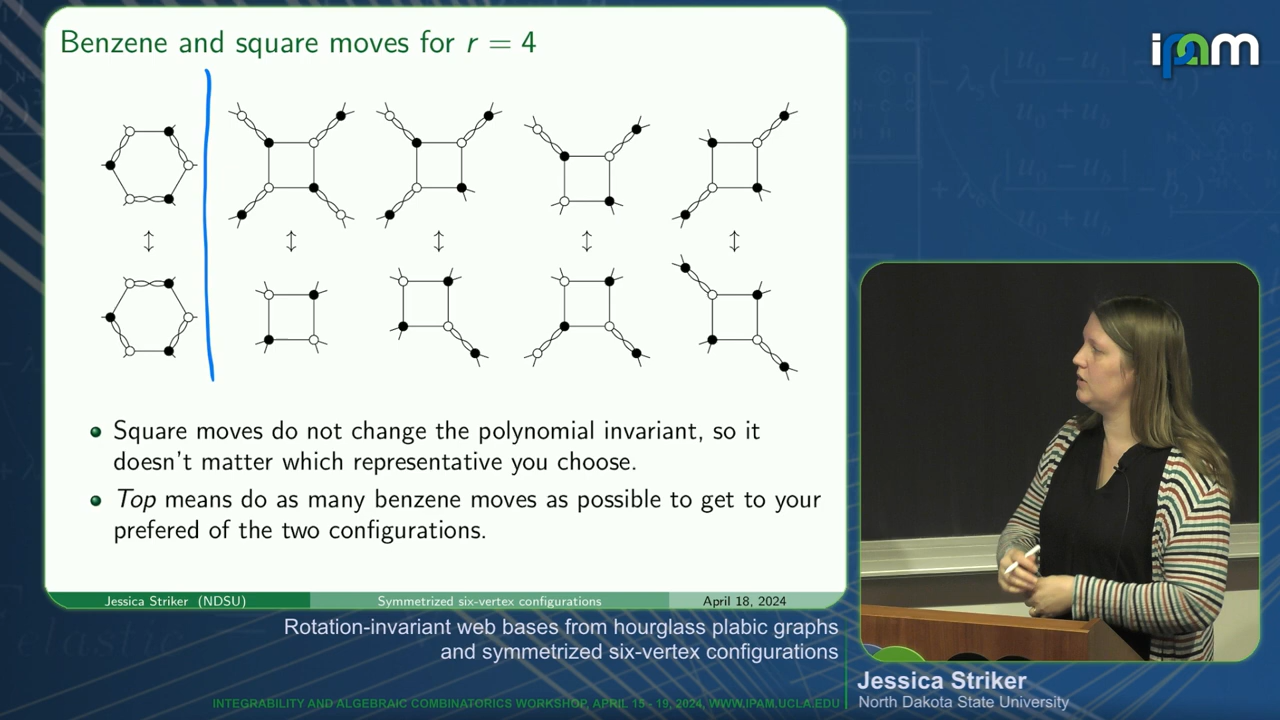 Benzene and square moves for r = 4
ipam
Square moves do not change the polynomial invariant, so it
doesn't matter which representative you choose.
Top means do as many benzene moves as possible to get to your
prefered of the two configurations.
Jessica Striker (NDSU)
Symmetrized six-vertex configurations
April 18, 2024
Rotation-invariant web bases from hourglass plabic graphs
and symmetrized six-vertex configurations
Jessica Striker
North Dakota State University
INTEGRABILITY AND ALGEBRAIC COMBINATORICS WORKSHOP, APRIL 15 - 19, 2024, WWW.IPAM.UCLA.EDU